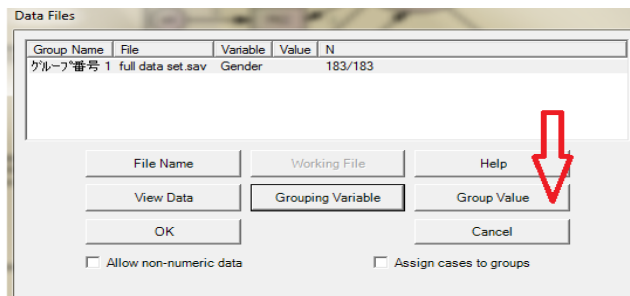 Data Files
Group Name File Variable Value N
グループ番号 1 full data set.sav Gender 183/183
File Name Working File Help
View Data Grouping Variable Group Value
OK Cancel
Allow non-numeric data Assign cases to groups